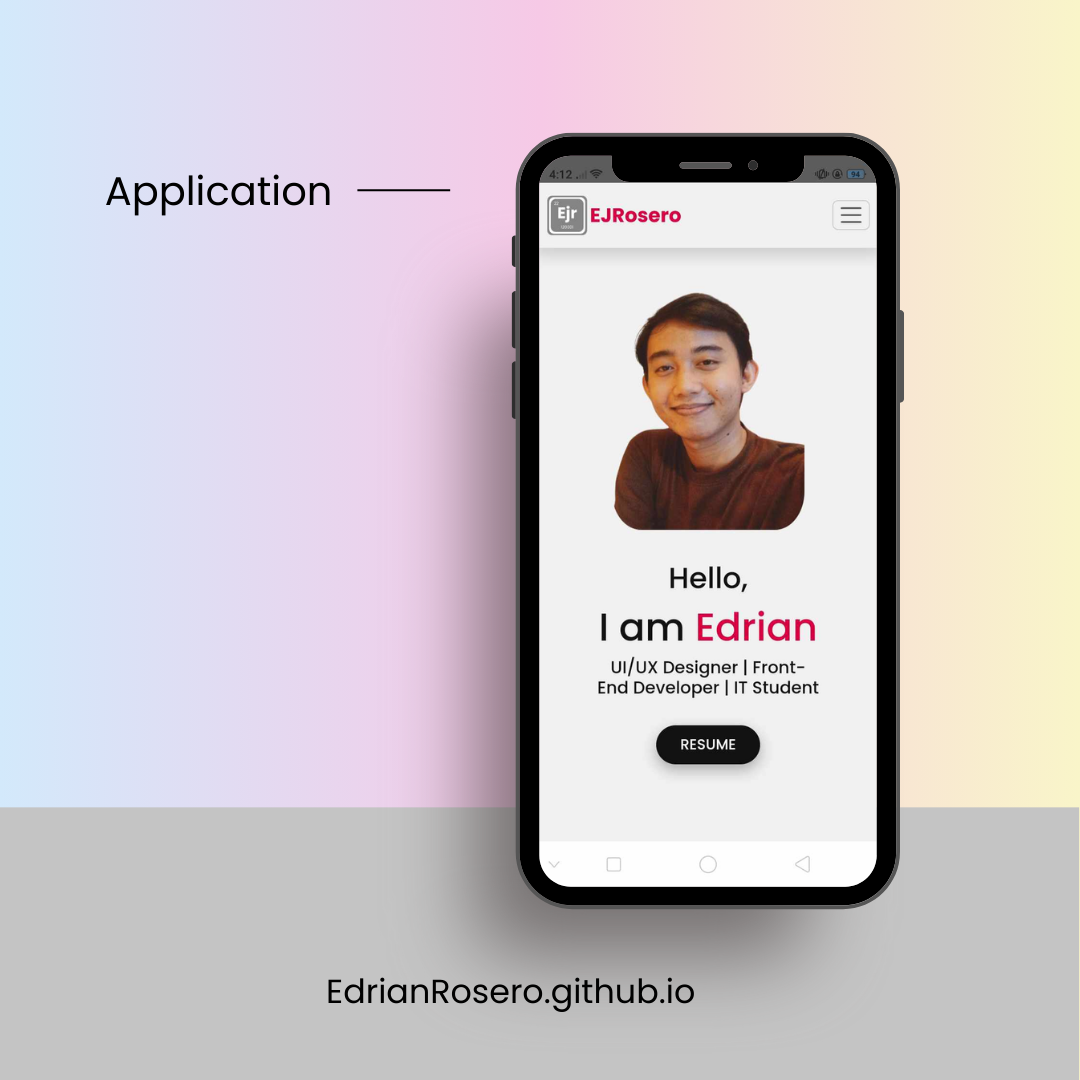 Application
4:12
94
Ejr
EJRosero
Hello,
I am Edrian
UI/UX Designer | Front-
End Developer | IT Student
RESUME
EdrianRosero.github.io